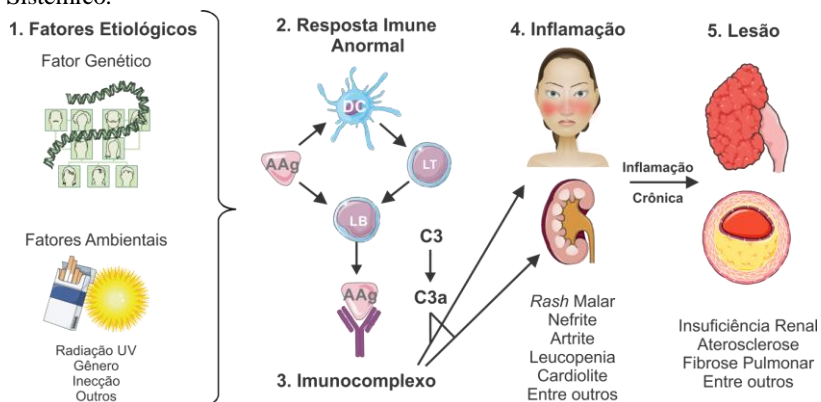 Sistêmico.
1. Fatores Etiológicos
Fator Genético
Fatores Ambientais
Radiação UV
Gênero
Inecção
Outros
2. Resposta Imune
Anormal
DC
AAg
LT
LB
C3
AAg
C3a
3. Imunocomplexo
4. Inflamação
Rash Malar
Nefrite
Artrite
Leucopenia
Cardiolite
Entre outros
Inflamação
Crônica
5. Lesão
Insuficiência Renal
Aterosclerose
Fibrose Pulmonar
Entre outros